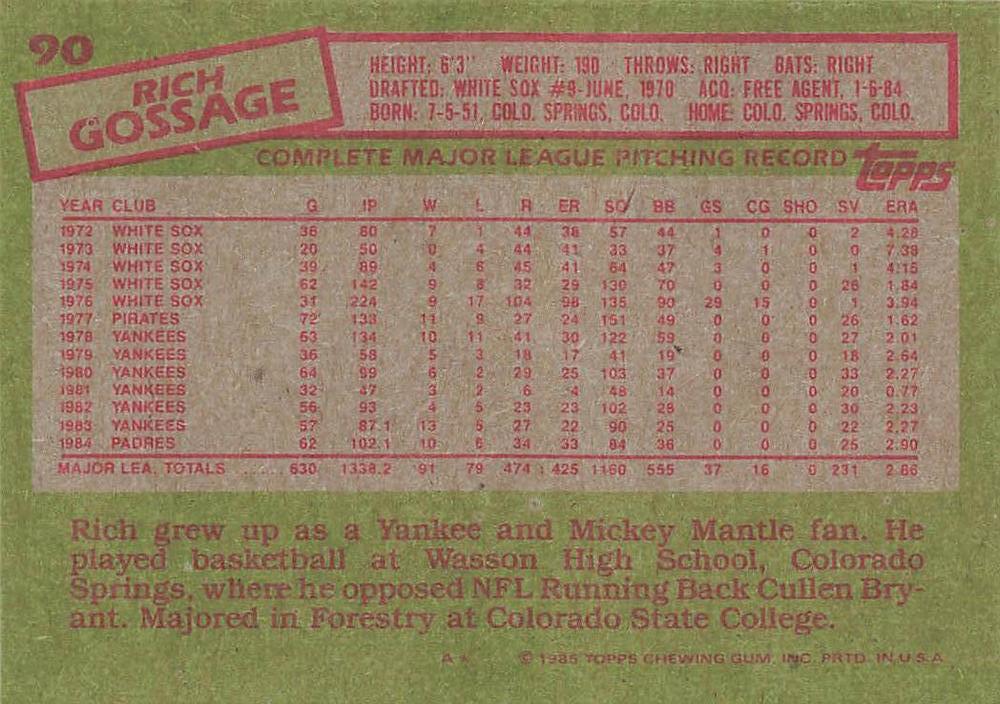 90
RICH
GOSSAGE
HEIGHT: 6'3" WEIGHT: 190 THROWS: RIGHT BATS: RIGHT
DRAFTED: WHITE SOX #9-JUNE, 1970 ACQ: FREE AGENT, 1-6-84
BORN: 7-5-51, COLO. SPRINGS, COLO. HOME: COLO. SPRINGS, COLO.
COMPLETE MAJOR LEAGUE PITCHING RECORD topps
YEAR CLUB G IP W L R ER SO BB GS CG SHO SV ERA
1972 WHITE SOX 36 80 7 1 44 38 57 44 1 0 0 2 4.28
1973 WHITE SOX 20 50 0 4 44 41 33 37 4 1 0 0 7.38
1974 WHITE SOX 39 89 4 6 45 41 64 47 3 0 0 1 4.15
1975 WHITE SOX 62 142 9 8 32 29 130 70 0 0 0 26 1.84
1976 WHITE SOX 31 224 9 17 104 98 135 90 29 15 0 1 3.94
1977 PIRATES 72 133 11 9 27 24 151 49 0 0 0 26 1.62
1978 YANKEES 63 134 10 11 41 30 122 59 0 0 0 27 2.01
1979 YANKEES 36 58 5 3 18 17 41 19 0 0 0 18 2.64
1980 YANKEES 64 99 6 2 29 25 103 37 0 0 0 33 2.27
1981 YANKEES 32 47 3 2 6 4 48 14 0 0 0 20 0.77
1982 YANKEES 56 93 4 5 23 23 102 28 0 0 0 30 2.23
1983 YANKEES 57 87.1 13 5 27 22 90 25 0 0 0 22 2.27
1984 PADRES 62 102.1 10 6 34 33 84 36 0 0 0 25 2.90
MAJOR LEA. TOTALS ...... 630 1338.2 91 79 474 425 1160 555 37 16 0 231 2.86
Rich grew up as a Yankee and Mickey Mantle fan. He
played basketball at Wasson High School, Colorado
Springs, where he opposed NFL Running Back Cullen Bry-
ant. Majored in Forestry at Colorado State College.
A* © 1985 TOPPS CHEWING GUM, INC. PRTD. IN U.S.A.